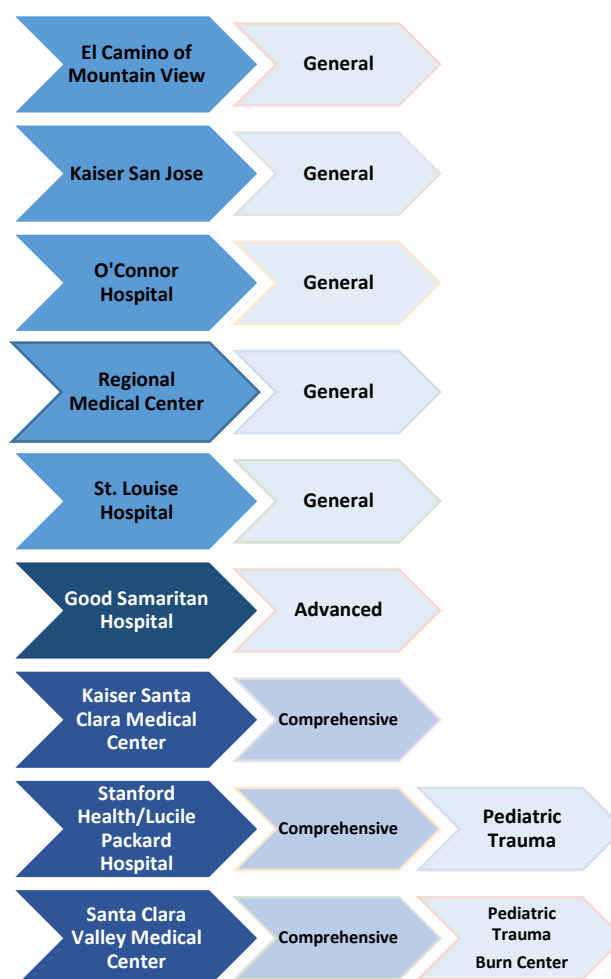 El Camino of
Mountain View
General
Kaiser San Jose
General
O'Connor
Hospital
General
Regional
Medical Center
General
St. Louise
Hospital
General
Good Samaritan
Hospital
Advanced
Kaiser Santa
Clara Medical
Center
Comprehensive
Stanford
Health/Lucile
Packard
Hospital
Comprehensive
Pediatric
Trauma
Santa Clara
Valley Medical
Center
Comprehensive
Pediatric
Trauma
Burn Center